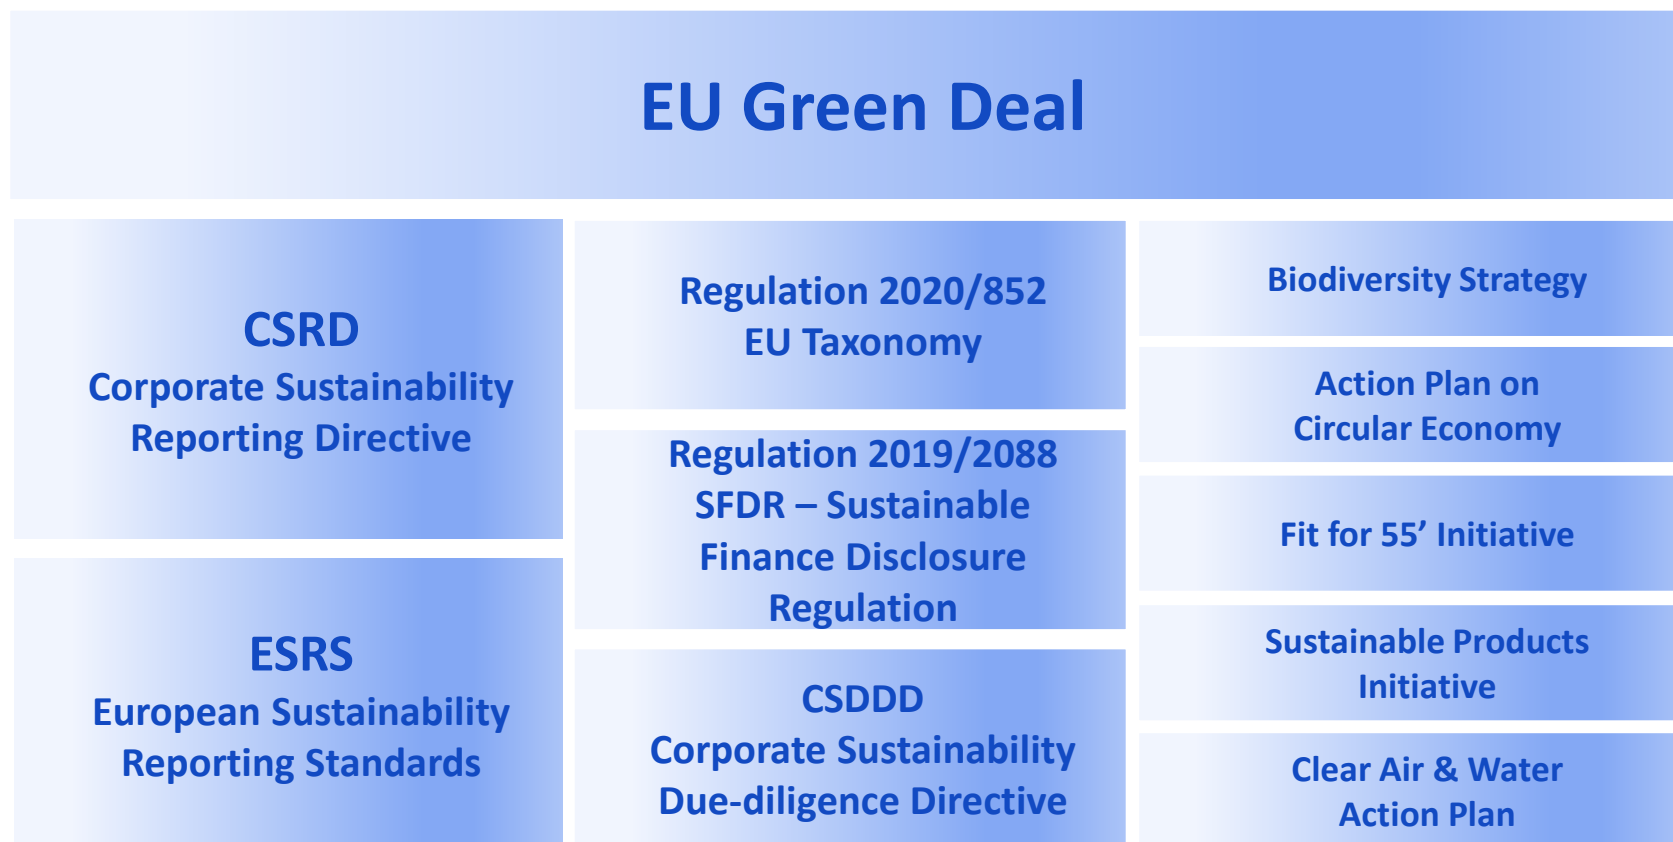 EU Green Deal
CSRD
Corporate Sustainability
Reporting Directive
ESRS
European Sustainability
Reporting Standards
Regulation 2020/852
EU Taxonomy
Regulation 2019/2088
SFDR – Sustainable
Finance Disclosure
Regulation
CSDDD
Corporate Sustainability
Due-diligence Directive
Biodiversity Strategy
Action Plan on
Circular Economy
Fit for 55’ Initiative
Sustainable Products
Initiative
Clear Air & Water
Action Plan